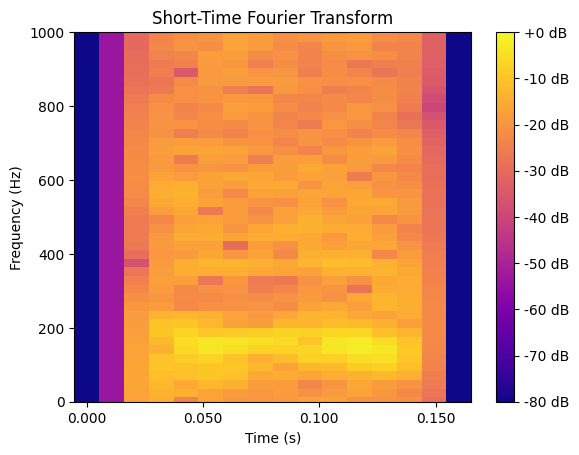 Short-Time Fourier Transform
1000
800
600
400
200
0
Frequency (Hz)
0.000
0.050
0.100
0.150
Time (s)
+0 dB
-10 dB
-20 dB
-30 dB
-40 dB
-50 dB
-60 dB
-70 dB
-80 dB